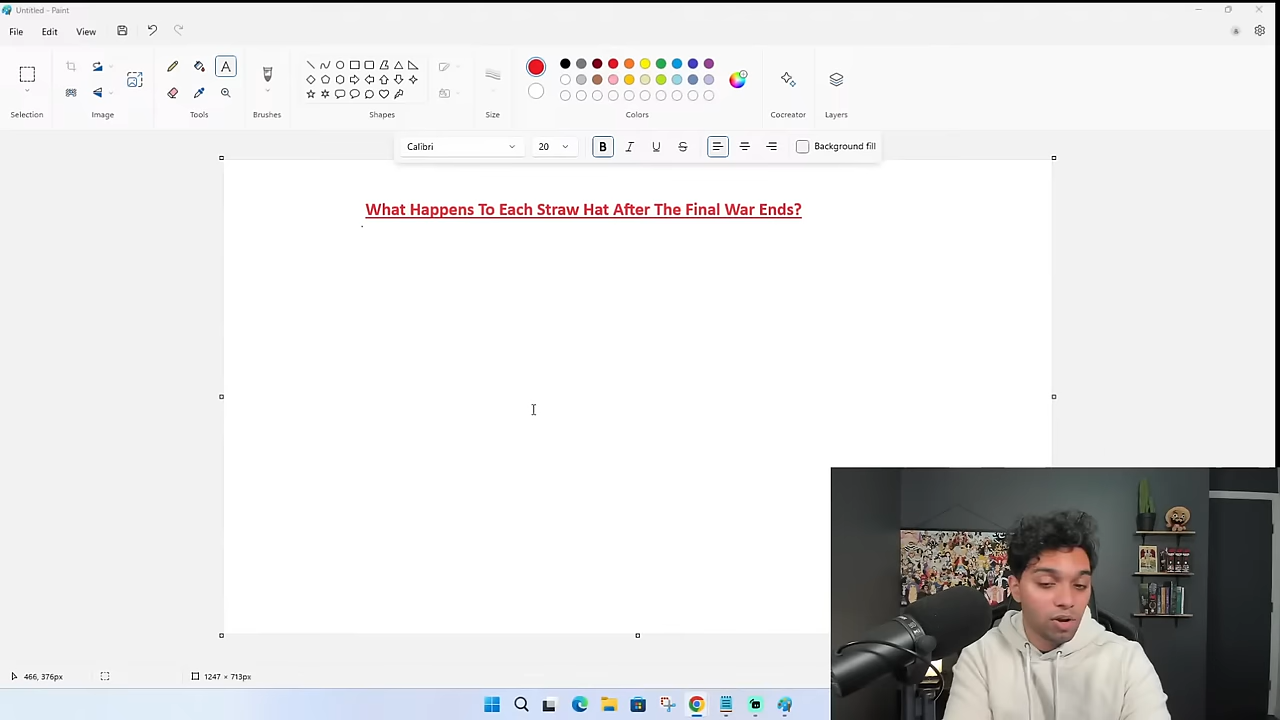 Untitled - Paint
File Edit View
Selection Image Tools Brushes Shapes Size Colors Cocreator Layers
Calibri 20 B I U S Background fill
What Happens To Each Straw Hat After The Final War Ends?
466, 376px 1247 × 713px